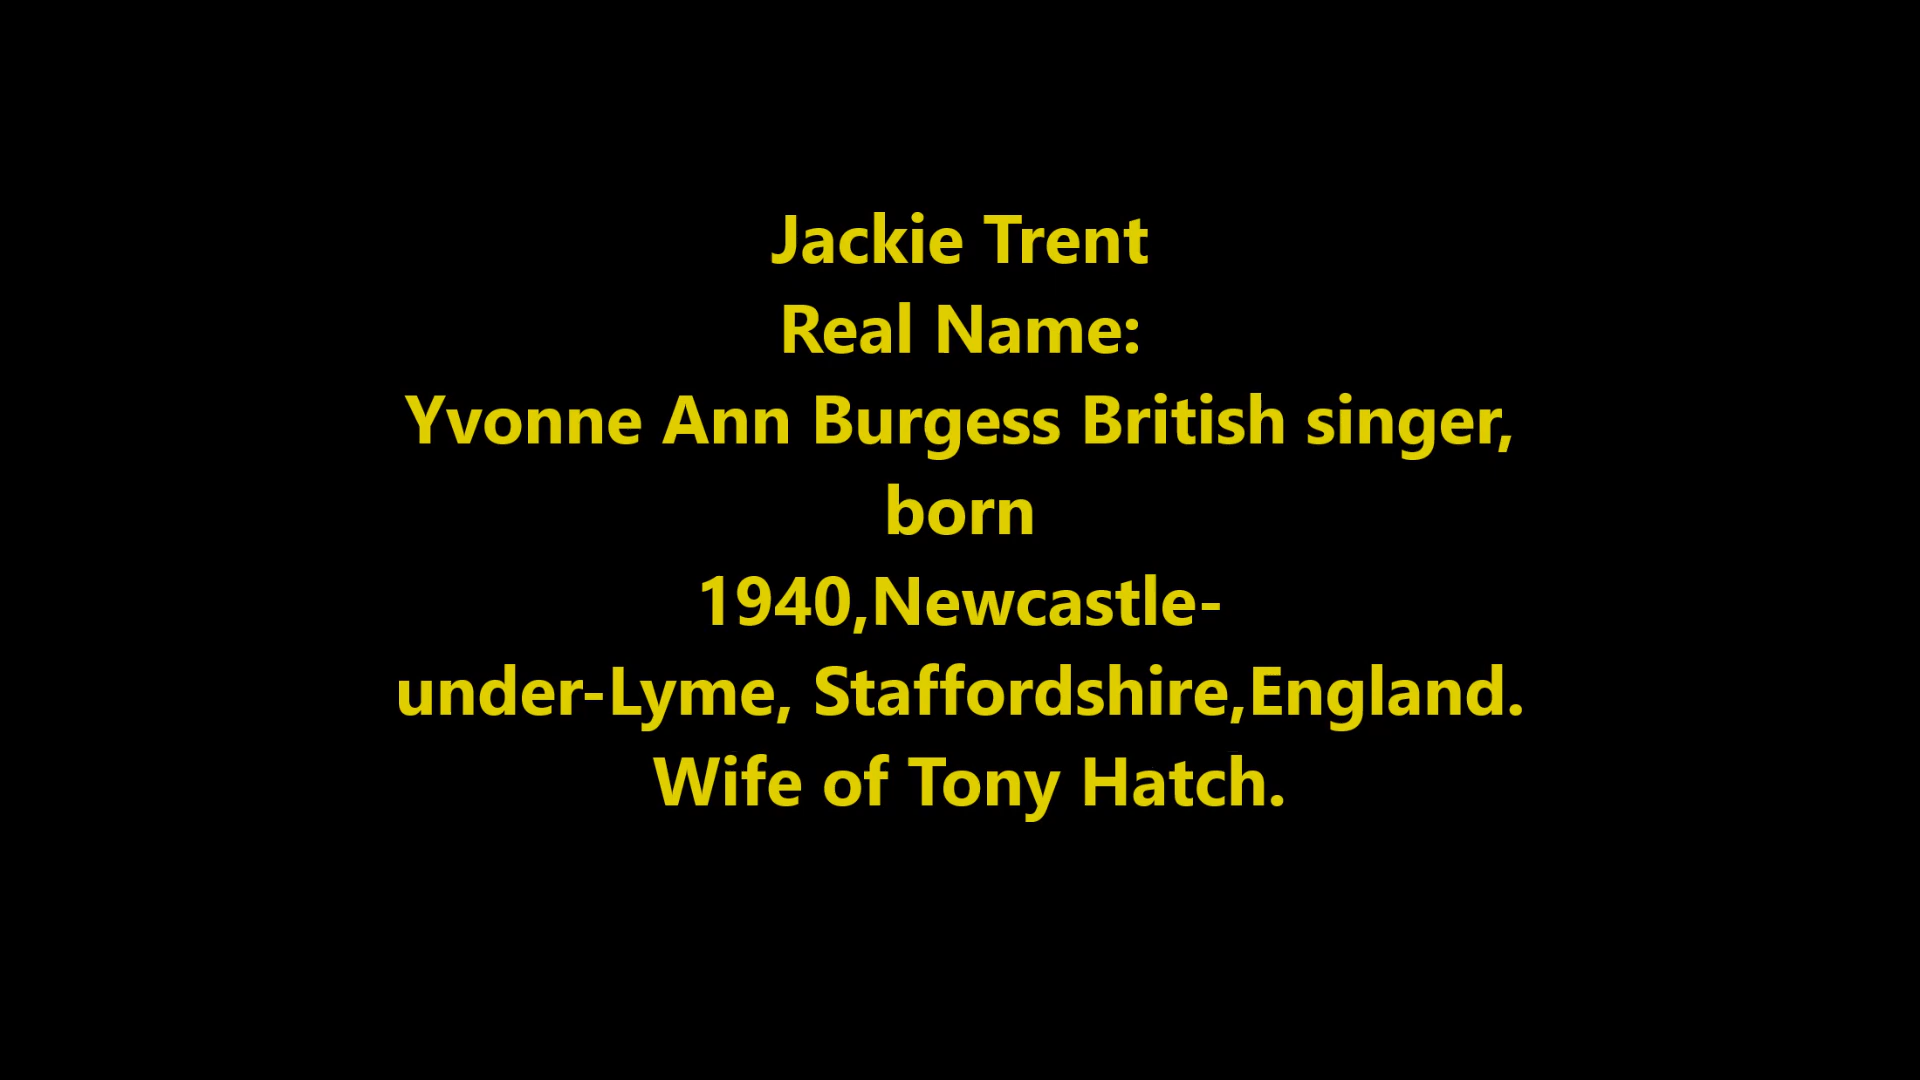 Jackie Trent
Real Name:
Yvonne Ann Burgess British singer,
born
1940,Newcastle-
under-Lyme, Staffordshire,England.
Wife of Tony Hatch.